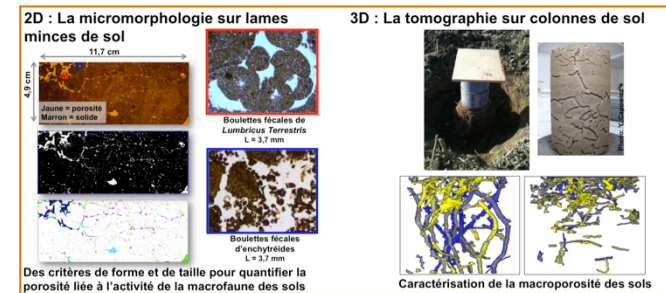 2D : La micromorphologie sur lames
minces de sol
11,7 cm
4,9 cm
Jaune = porosité
Marron = solide
Boulettes fécales de
Lumbricus Terrestris
L = 3,7 mm
Boulettes fécales
d'enchytréides
L = 3,7 mm
Des critères de forme et de taille pour quantifier la
porosité liée à l'activité de la macrofaune des sols
3D : La tomographie sur colonnes de
sol
Photo: Y. Capowiez
Caractérisation de la macroporosité des sols